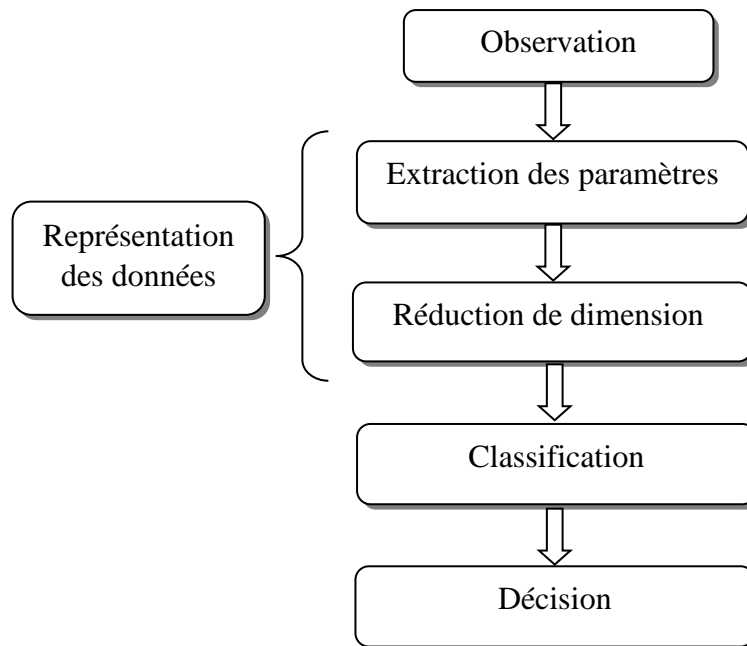 Observation
Extraction des paramètres
Représentation
des données
Réduction de dimension
Classification
Décision